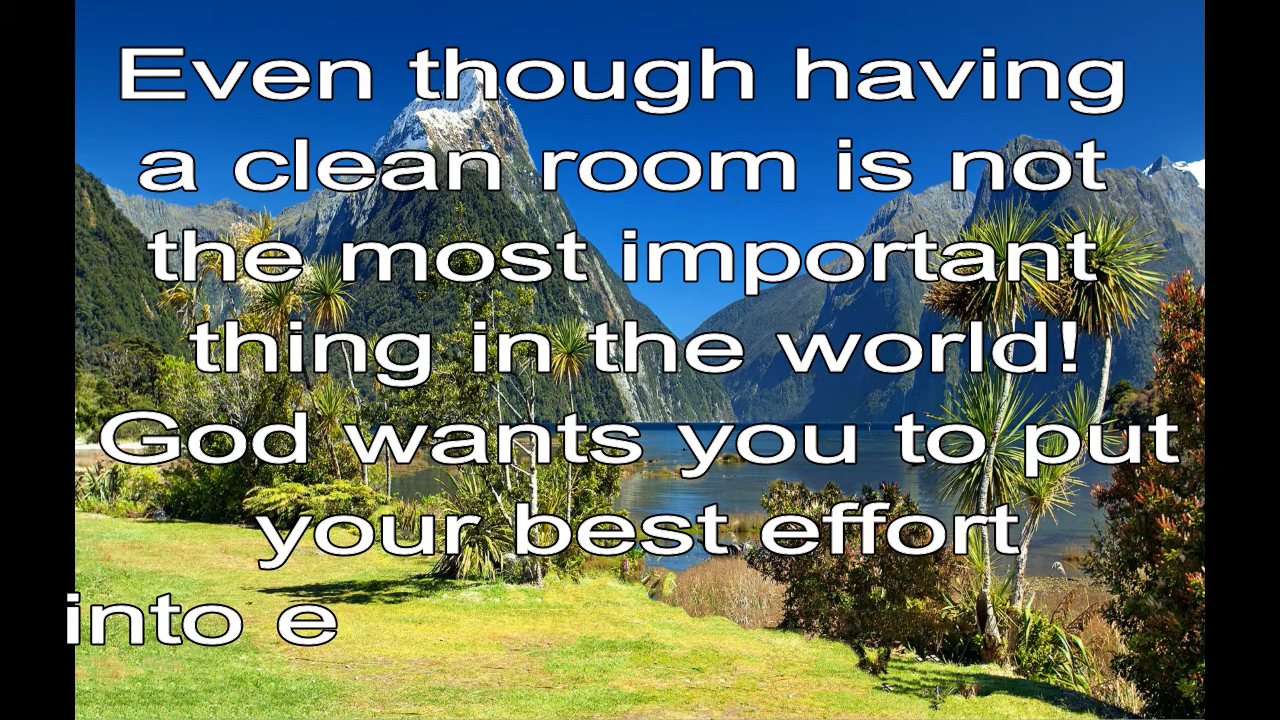 Even though having
a clean room is not
the most important
thing in the world!
God wants you to put
your best effort
into e